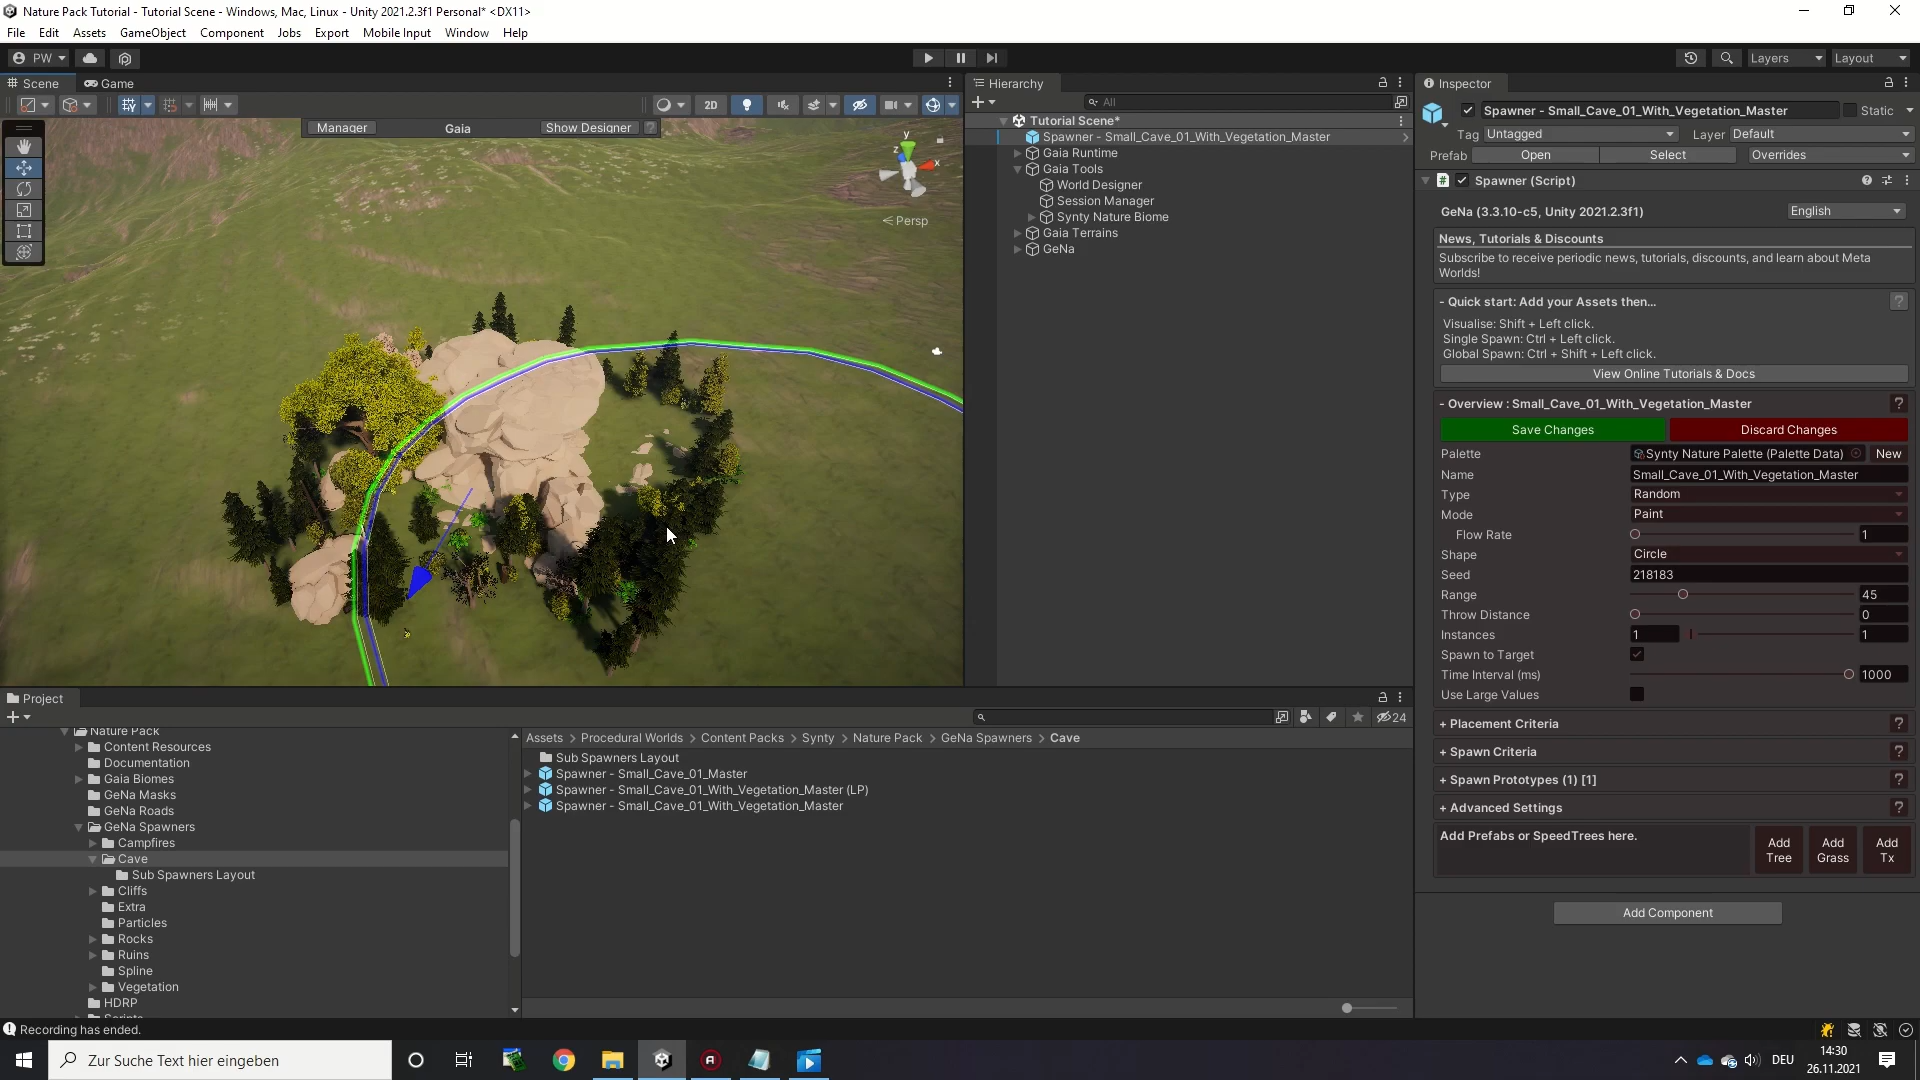 Nature Pack Tutorial - Tutorial Scene - Windows, Mac, Linux - Unity 2021.2.3f1 Personal* <DX11>
File Edit Assets GameObject Component Jobs Export Mobile Input Window Help
PW Layers Layout
Scene Game
2D
Manager Gaia Show Designer ?
y
z
x
< Persp
Hierarchy
All
Tutorial Scene*
Spawner - Small_Cave_01_With_Vegetation_Master
Gaia Runtime
Gaia Tools
World Designer
Session Manager
Synty Nature Biome
Gaia Terrains
GeNa
Inspector
Spawner - Small_Cave_01_With_Vegetation_Master Static
Tag Untagged Layer Default
Prefab Open Select Overrides
Spawner (Script)
GeNa (3.3.10-c5, Unity 2021.2.3f1) English
News, Tutorials & Discounts
Subscribe to receive periodic news, tutorials, discounts, and learn about Meta
Worlds!
- Quick start: Add your Assets then... ?
Visualise: Shift + Left click.
Single Spawn: Ctrl + Left click.
Global Spawn: Ctrl + Shift + Left click.
View Online Tutorials & Docs
- Overview : Small_Cave_01_With_Vegetation_Master ?
Save Changes Discard Changes
Palette Synty Nature Palette (Palette Data) New
Name Small_Cave_01_With_Vegetation_Master
Type Random
Mode Paint
Flow Rate 1
Shape Circle
Seed 218183
Range 45
Throw Distance 0
Instances 1 1
Spawn to Target
Time Interval (ms) 1000
Use Large Values
+ Placement Criteria ?
+ Spawn Criteria ?
+ Spawn Prototypes (1) [1] ?
+ Advanced Settings ?
Add Prefabs or SpeedTrees here. Add Tree Add Grass Add Tx
Add Component
Project
24
Nature Pack
Content Resources
Documentation
Gaia Biomes
GeNa Masks
GeNa Roads
GeNa Spawners
Campfires
Cave
Sub Spawners Layout
Cliffs
Extra
Particles
Rocks
Ruins
Spline
Vegetation
HDRP
Scripts
Assets > Procedural Worlds > Content Packs > Synty > Nature Pack > GeNa Spawners > Cave
Sub Spawners Layout
Spawner - Small_Cave_01_Master
Spawner - Small_Cave_01_With_Vegetation_Master (LP)
Spawner - Small_Cave_01_With_Vegetation_Master
Recording has ended.
Zur Suche Text hier eingeben
DEU
14:30
26.11.2021